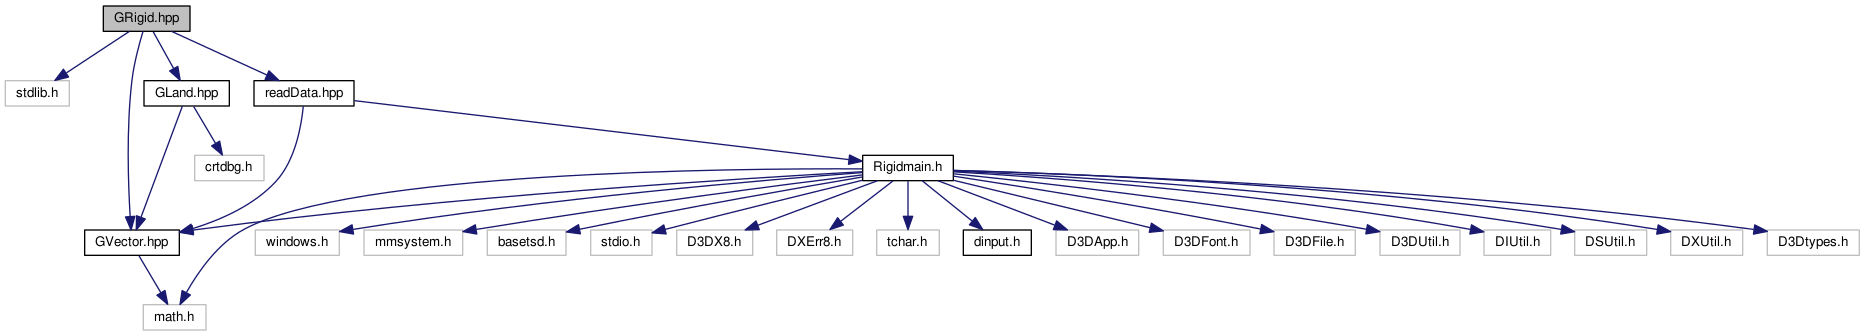 GRigid.hpp
stdlib.h
GLand.hpp
readData.hpp
crtdbg.h
Rigidmain.h
GVector.hpp
windows.h
mmsystem.h
basetsd.h
stdio.h
D3DX8.h
DXErr8.h
tchar.h
dinput.h
D3DApp.h
D3DFont.h
D3DFile.h
D3DUtil.h
DIUtil.h
DSUtil.h
DXUtil.h
D3Dtypes.h
math.h